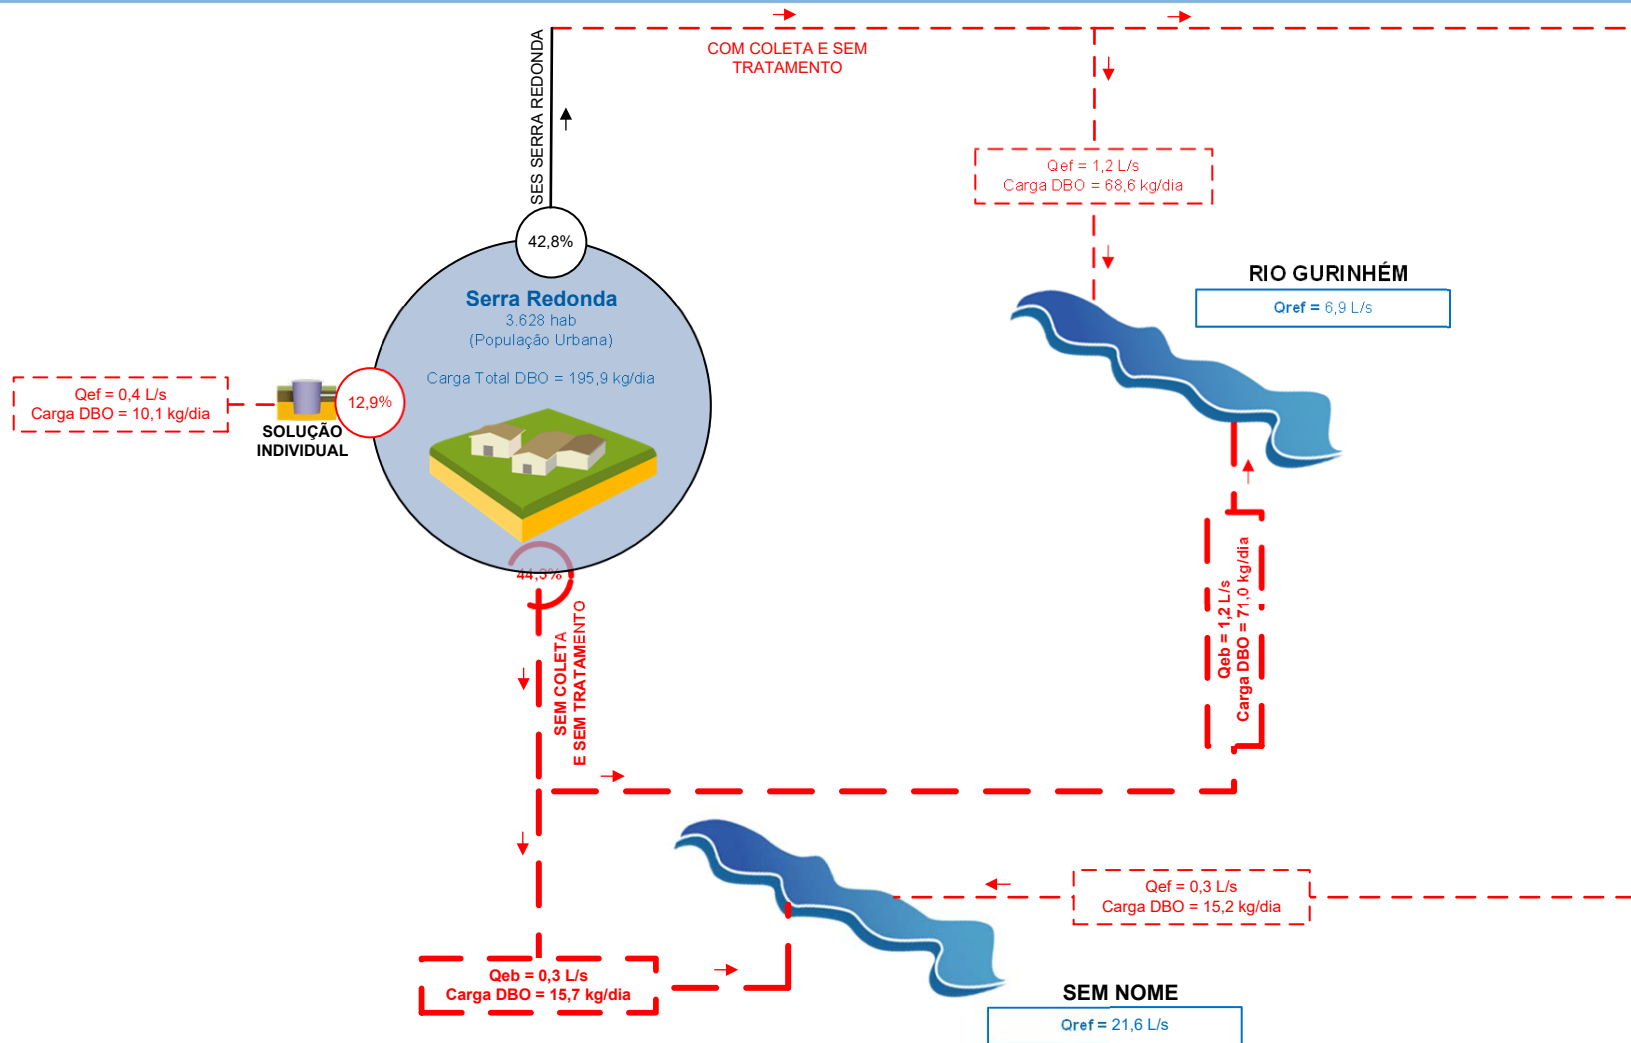 SES SERRA REDONDA
COM COLETA E SEM
TRATAMENTO
Qef = 1,2 L/s
Carga DBO = 68,6 kg/dia
42,8%
RIO GURINHÉM
Qref = 6,9 L/s
Serra Redonda
3.628 hab
(População Urbana)
Carga Total DBO = 195,9 kg/dia
Qef = 0,4 L/s
Carga DBO = 10,1 kg/dia
12,9%
SOLUÇÃO
INDIVIDUAL
44,3%
SEM COLETA
E SEM TRATAMENTO
Qeb = 1,2 L/s
Carga DBO = 71,0 kg/dia
Qef = 0,3 L/s
Carga DBO = 15,2 kg/dia
Qeb = 0,3 L/s
Carga DBO = 15,7 kg/dia
SEM NOME
Qref = 21,6 L/s